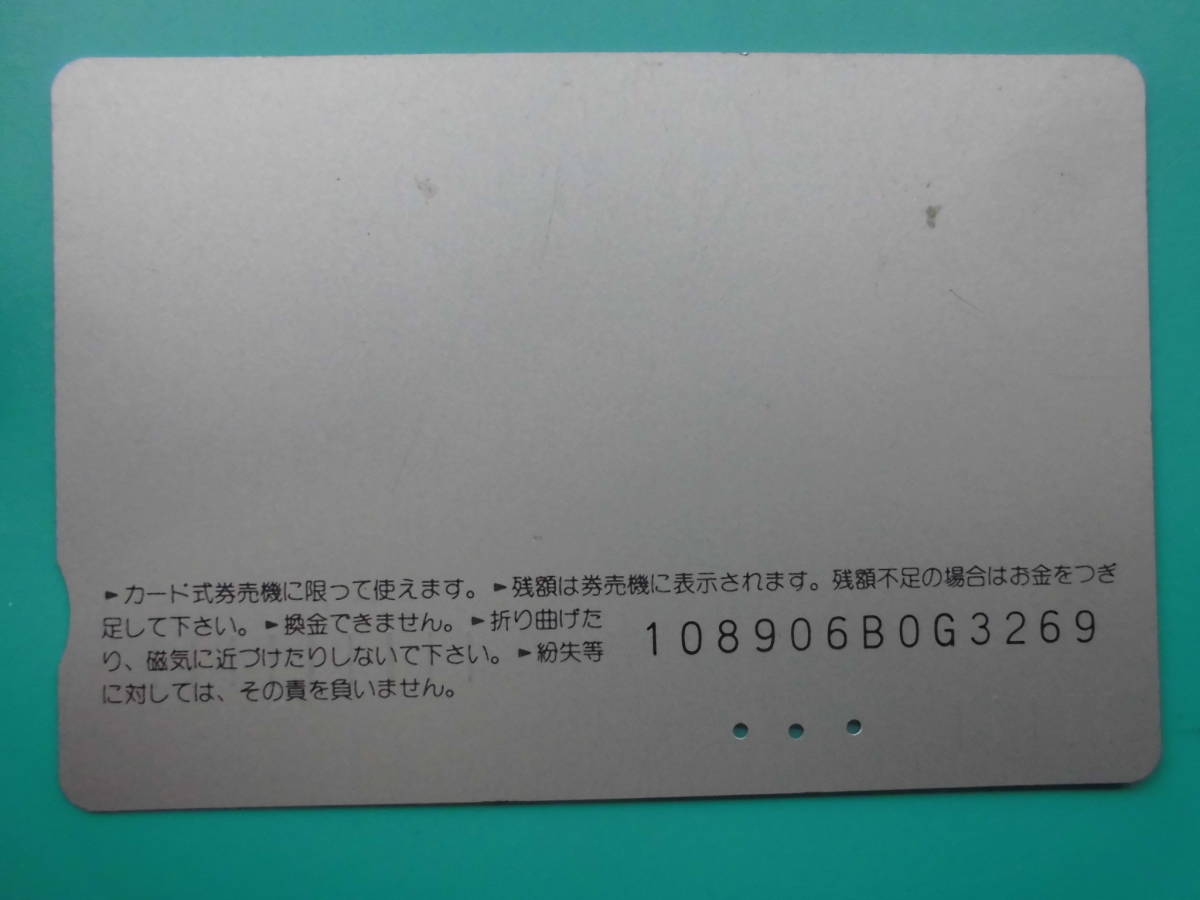 ►カード式券売機に限って使えます。►残額は券売機に表示されます。残額不足の場合はお金をつぎ
足して下さい。►換金できません。►折り曲げた
り、磁気に近づけたりしないで下さい。►紛失等
に対しては、その責を負いません。
108906B0G3269